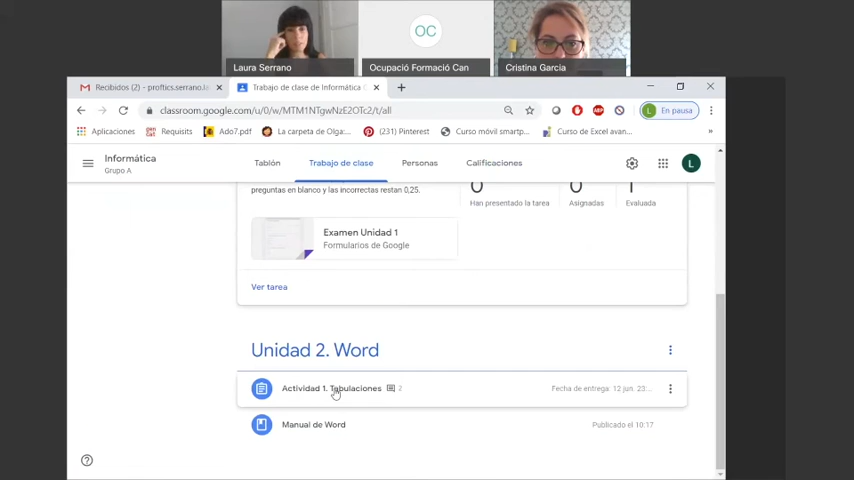 OC
Laura Serrano
Ocupació Formació Can
Cristina Garcia
Recibidos (2) - proftics.serrano.la
Trabajo de clase de Informática
classroom.google.com/u/0/w/MTM1NTgwNzE2OTc2/t/all
L En pausa
Aplicaciones
Requisits
Ado7.pdf
La carpeta de Olga:...
(231) Pinterest
Curso móvil smartp...
Curso de Excel avan...
Informática
Grupo A
Tablón
Trabajo de clase
Personas
Calificaciones
L
preguntas en blanco y las incorrectas restan 0,25.
0
0
1
Han presentado la tarea
Asignadas
Evaluada
Examen Unidad 1
Formularios de Google
Ver tarea
Unidad 2. Word
Actividad 1. Tabulaciones 2
Fecha de entrega: 12 jun. 23:...
Manual de Word
Publicado el 10:17